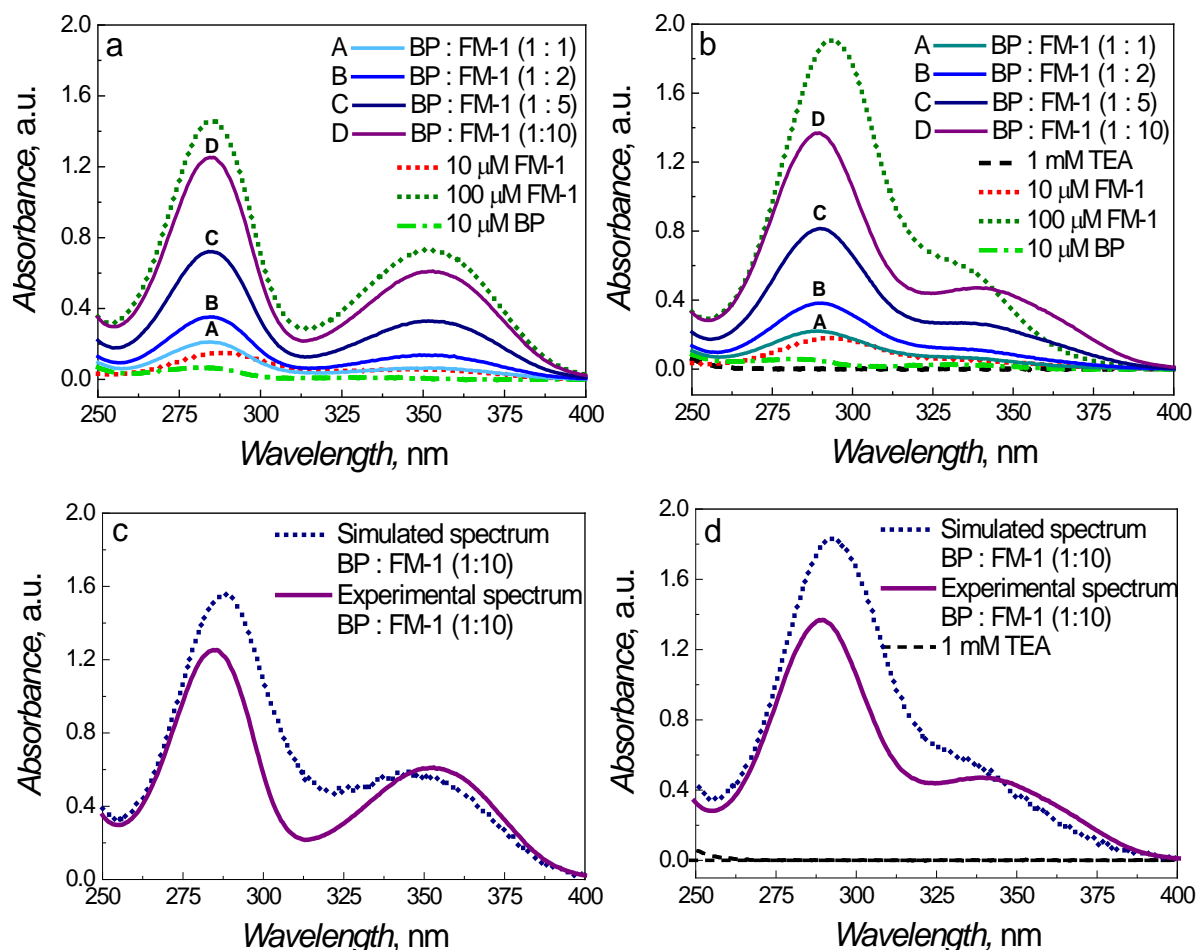 a
2.0
1.6
1.2
0.8
0.4
0.0
Absorbance, a.u.
A BP : FM-1 (1 : 1)
B BP : FM-1 (1 : 2)
C BP : FM-1 (1 : 5)
D BP : FM-1 (1:10)
10 µM FM-1
100 µM FM-1
10 µM BP
D
C
B
A
250 275 300 325 350 375 400
Wavelength, nm
b
2.0
1.6
1.2
0.8
0.4
0.0
Absorbance, a.u.
A BP : FM-1 (1 : 1)
B BP : FM-1 (1 : 2)
C BP : FM-1 (1 : 5)
D BP : FM-1 (1 : 10)
1 mM TEA
10 µM FM-1
100 µM FM-1
10 µM BP
D
C
B
A
250 275 300 325 350 375 400
Wavelength, nm
c
2.0
1.6
1.2
0.8
0.4
0.0
Absorbance, a.u.
Simulated spectrum
BP : FM-1 (1:10)
Experimental spectrum
BP : FM-1 (1:10)
250 275 300 325 350 375 400
Wavelength, nm
d
2.0
1.6
1.2
0.8
0.4
0.0
Absorbance, a.u.
Simulated spectrum
BP : FM-1 (1:10)
Experimental spectrum
BP : FM-1 (1:10)
1 mM TEA
250 275 300 325 350 375 400
Wavelength, nm